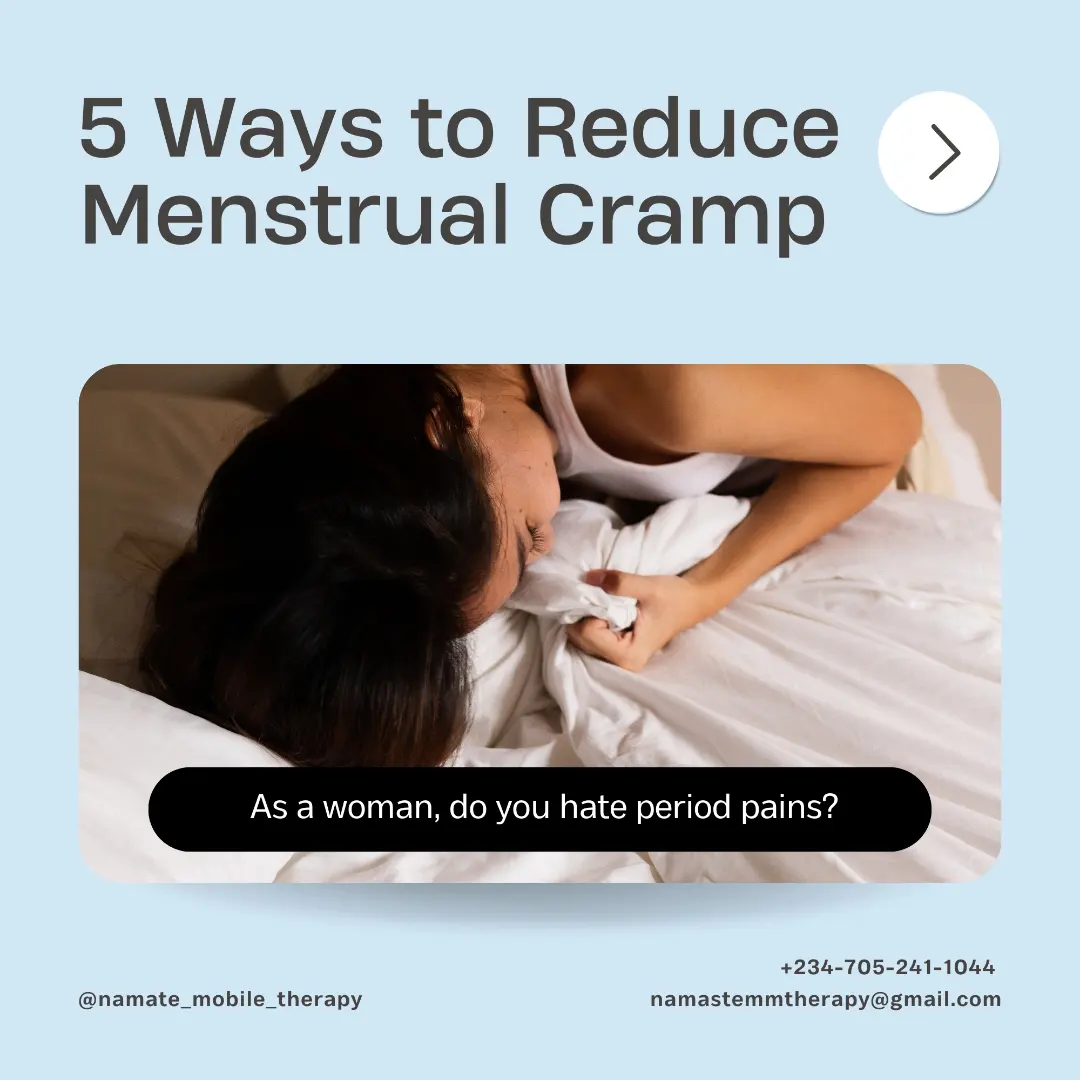 5 Ways to Reduce
Menstrual Cramp
As a woman, do you hate period pains?
+234-705-241-1044
@namate_mobile_therapy
namastemmtherapy@gmail.com